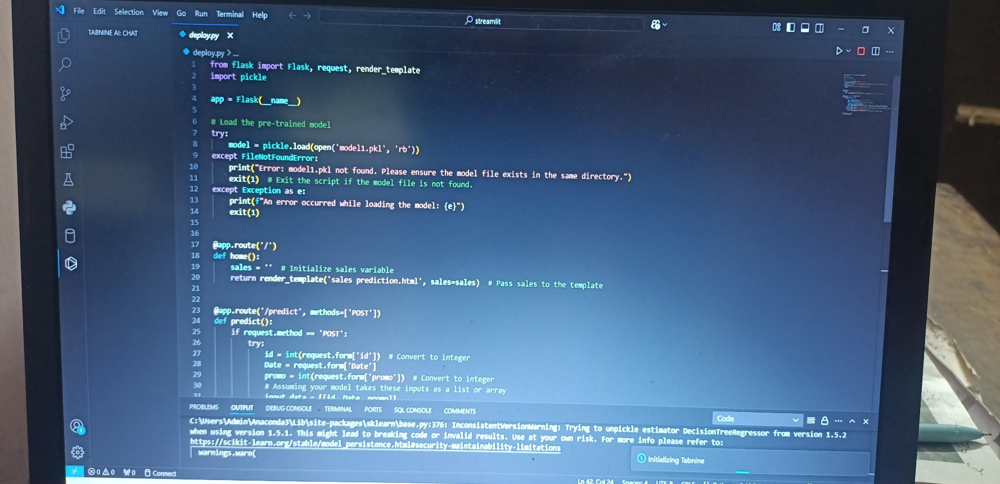 File Edit Selection View Go Run Terminal Help
streamlit
TABNINE AI: CHAT
deploy.py
deploy.py > ...
1 from flask import Flask, request, render_template
2 import pickle
3
4 app = Flask(__name__)
5
6 # Load the pre-trained model
7 try:
8 model = pickle.load(open('model1.pkl', 'rb'))
9 except FileNotFoundError:
10 print("Error: model1.pkl not found. Please ensure the model file exists in the same directory.")
11 exit(1) # Exit the script if the model file is not found.
12 except Exception as e:
13 print(f"An error occurred while loading the model: {e}")
14 exit(1)
15
16
17 @app.route('/')
18 def home():
19 sales = '' # Initialize sales variable
20 return render_template('sales prediction.html', sales=sales) # Pass sales to the template
21
22
23 @app.route('/predict', methods=['POST'])
24 def predict():
25 if request.method == 'POST':
26 try:
27 id = int(request.form['id']) # Convert to integer
28 Date = request.form['Date']
29 promo = int(request.form['promo']) # Convert to integer
30 # Assuming your model takes these inputs as a list or array
31 input_data = [[id, Date, promo]]
PROBLEMS OUTPUT DEBUG CONSOLE TERMINAL PORTS SQL CONSOLE COMMENTS
Code
C:\Users\Admin\Anaconda3\Lib\site-packages\sklearn\base.py:376: InconsistentVersionWarning: Trying to unpickle estimator DecisionTreeRegressor from version 1.5.2
when using version 1.5.1. This might lead to breaking code or invalid results. Use at your own risk. For more info please refer to:
https://scikit-learn.org/stable/model_persistence.html#security-maintainability-limitations
warnings.warn(
Initializing Tabnine
1
0 0 0 Connect
Ln 42, Col 24 Spaces: 4 UTF-8 CRLF